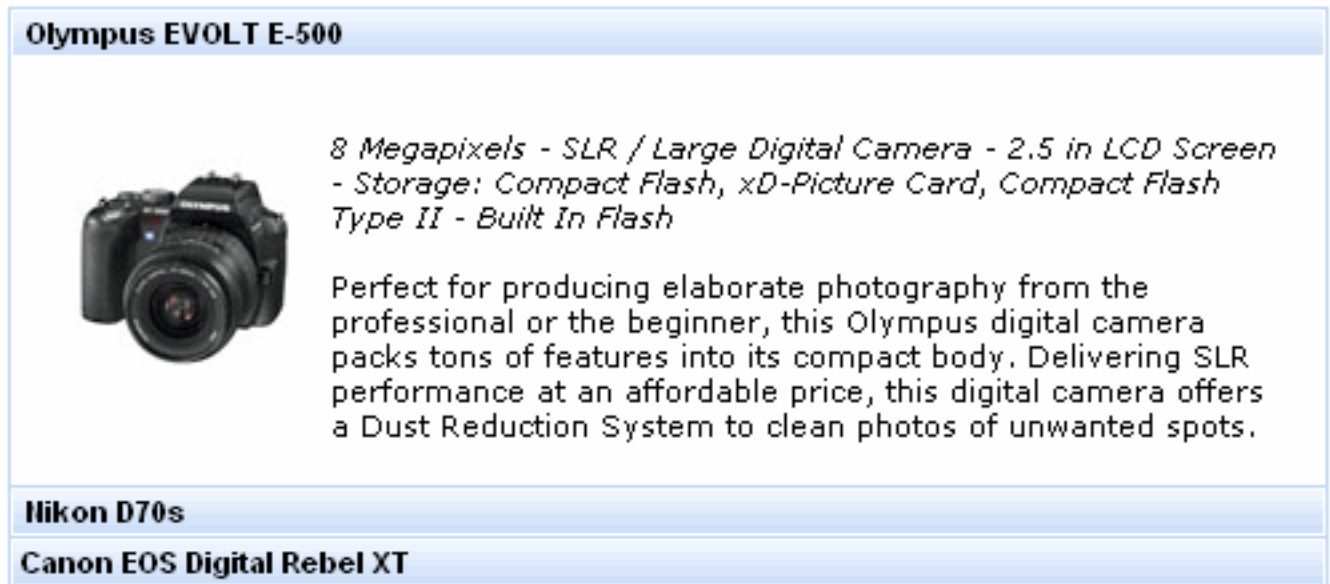 Olympus EVOLT E-500
OLYMPUS
8 Megapixels - SLR / Large Digital Camera - 2.5 in LCD Screen
- Storage: Compact Flash, xD-Picture Card, Compact Flash
Type II - Built In Flash
Perfect for producing elaborate photography from the
professional or the beginner, this Olympus digital camera
packs tons of features into its compact body. Delivering SLR
performance at an affordable price, this digital camera offers
a Dust Reduction System to clean photos of unwanted spots.
Nikon D70s
Canon EOS Digital Rebel XT